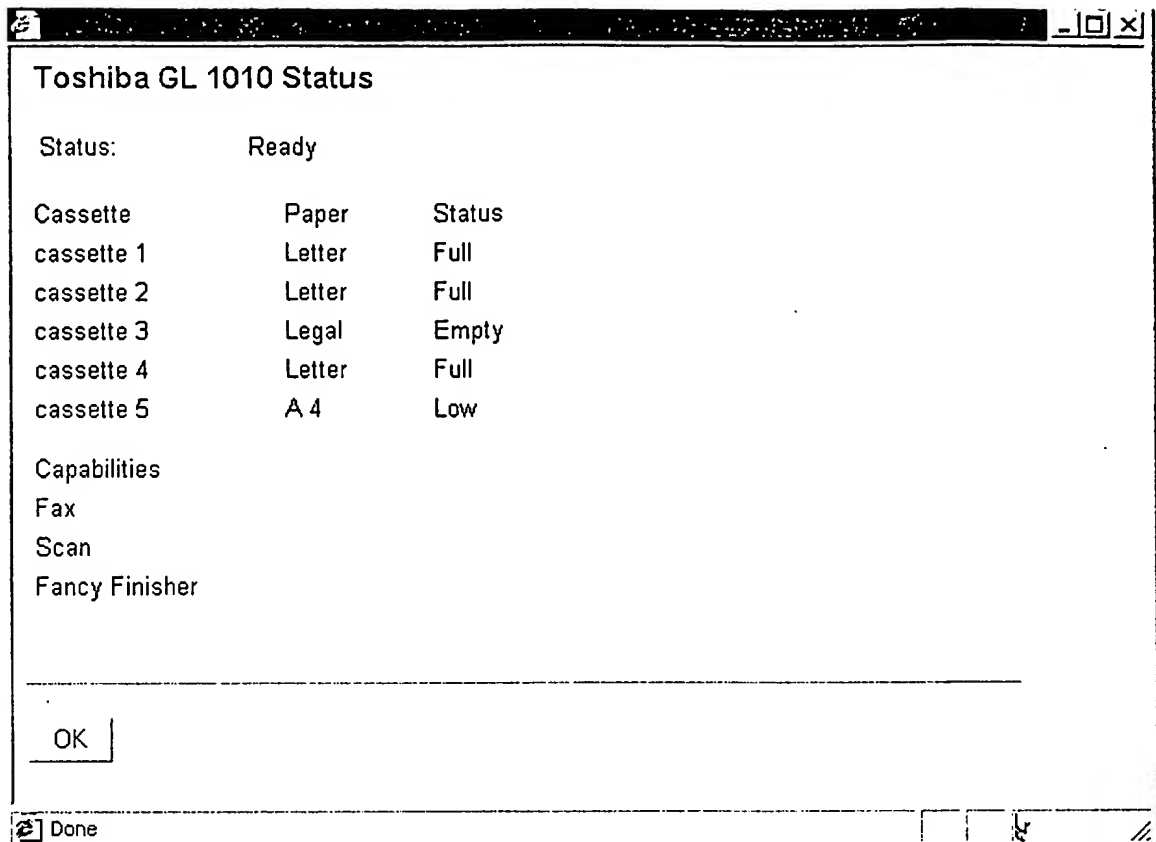 Toshiba GL 1010 Status
Status: Ready
Cassette Paper Status
cassette 1 Letter Full
cassette 2 Letter Full
cassette 3 Legal Empty
cassette 4 Letter Full
cassette 5 A 4 Low
Capabilities
Fax
Scan
Fancy Finisher
OK
Done